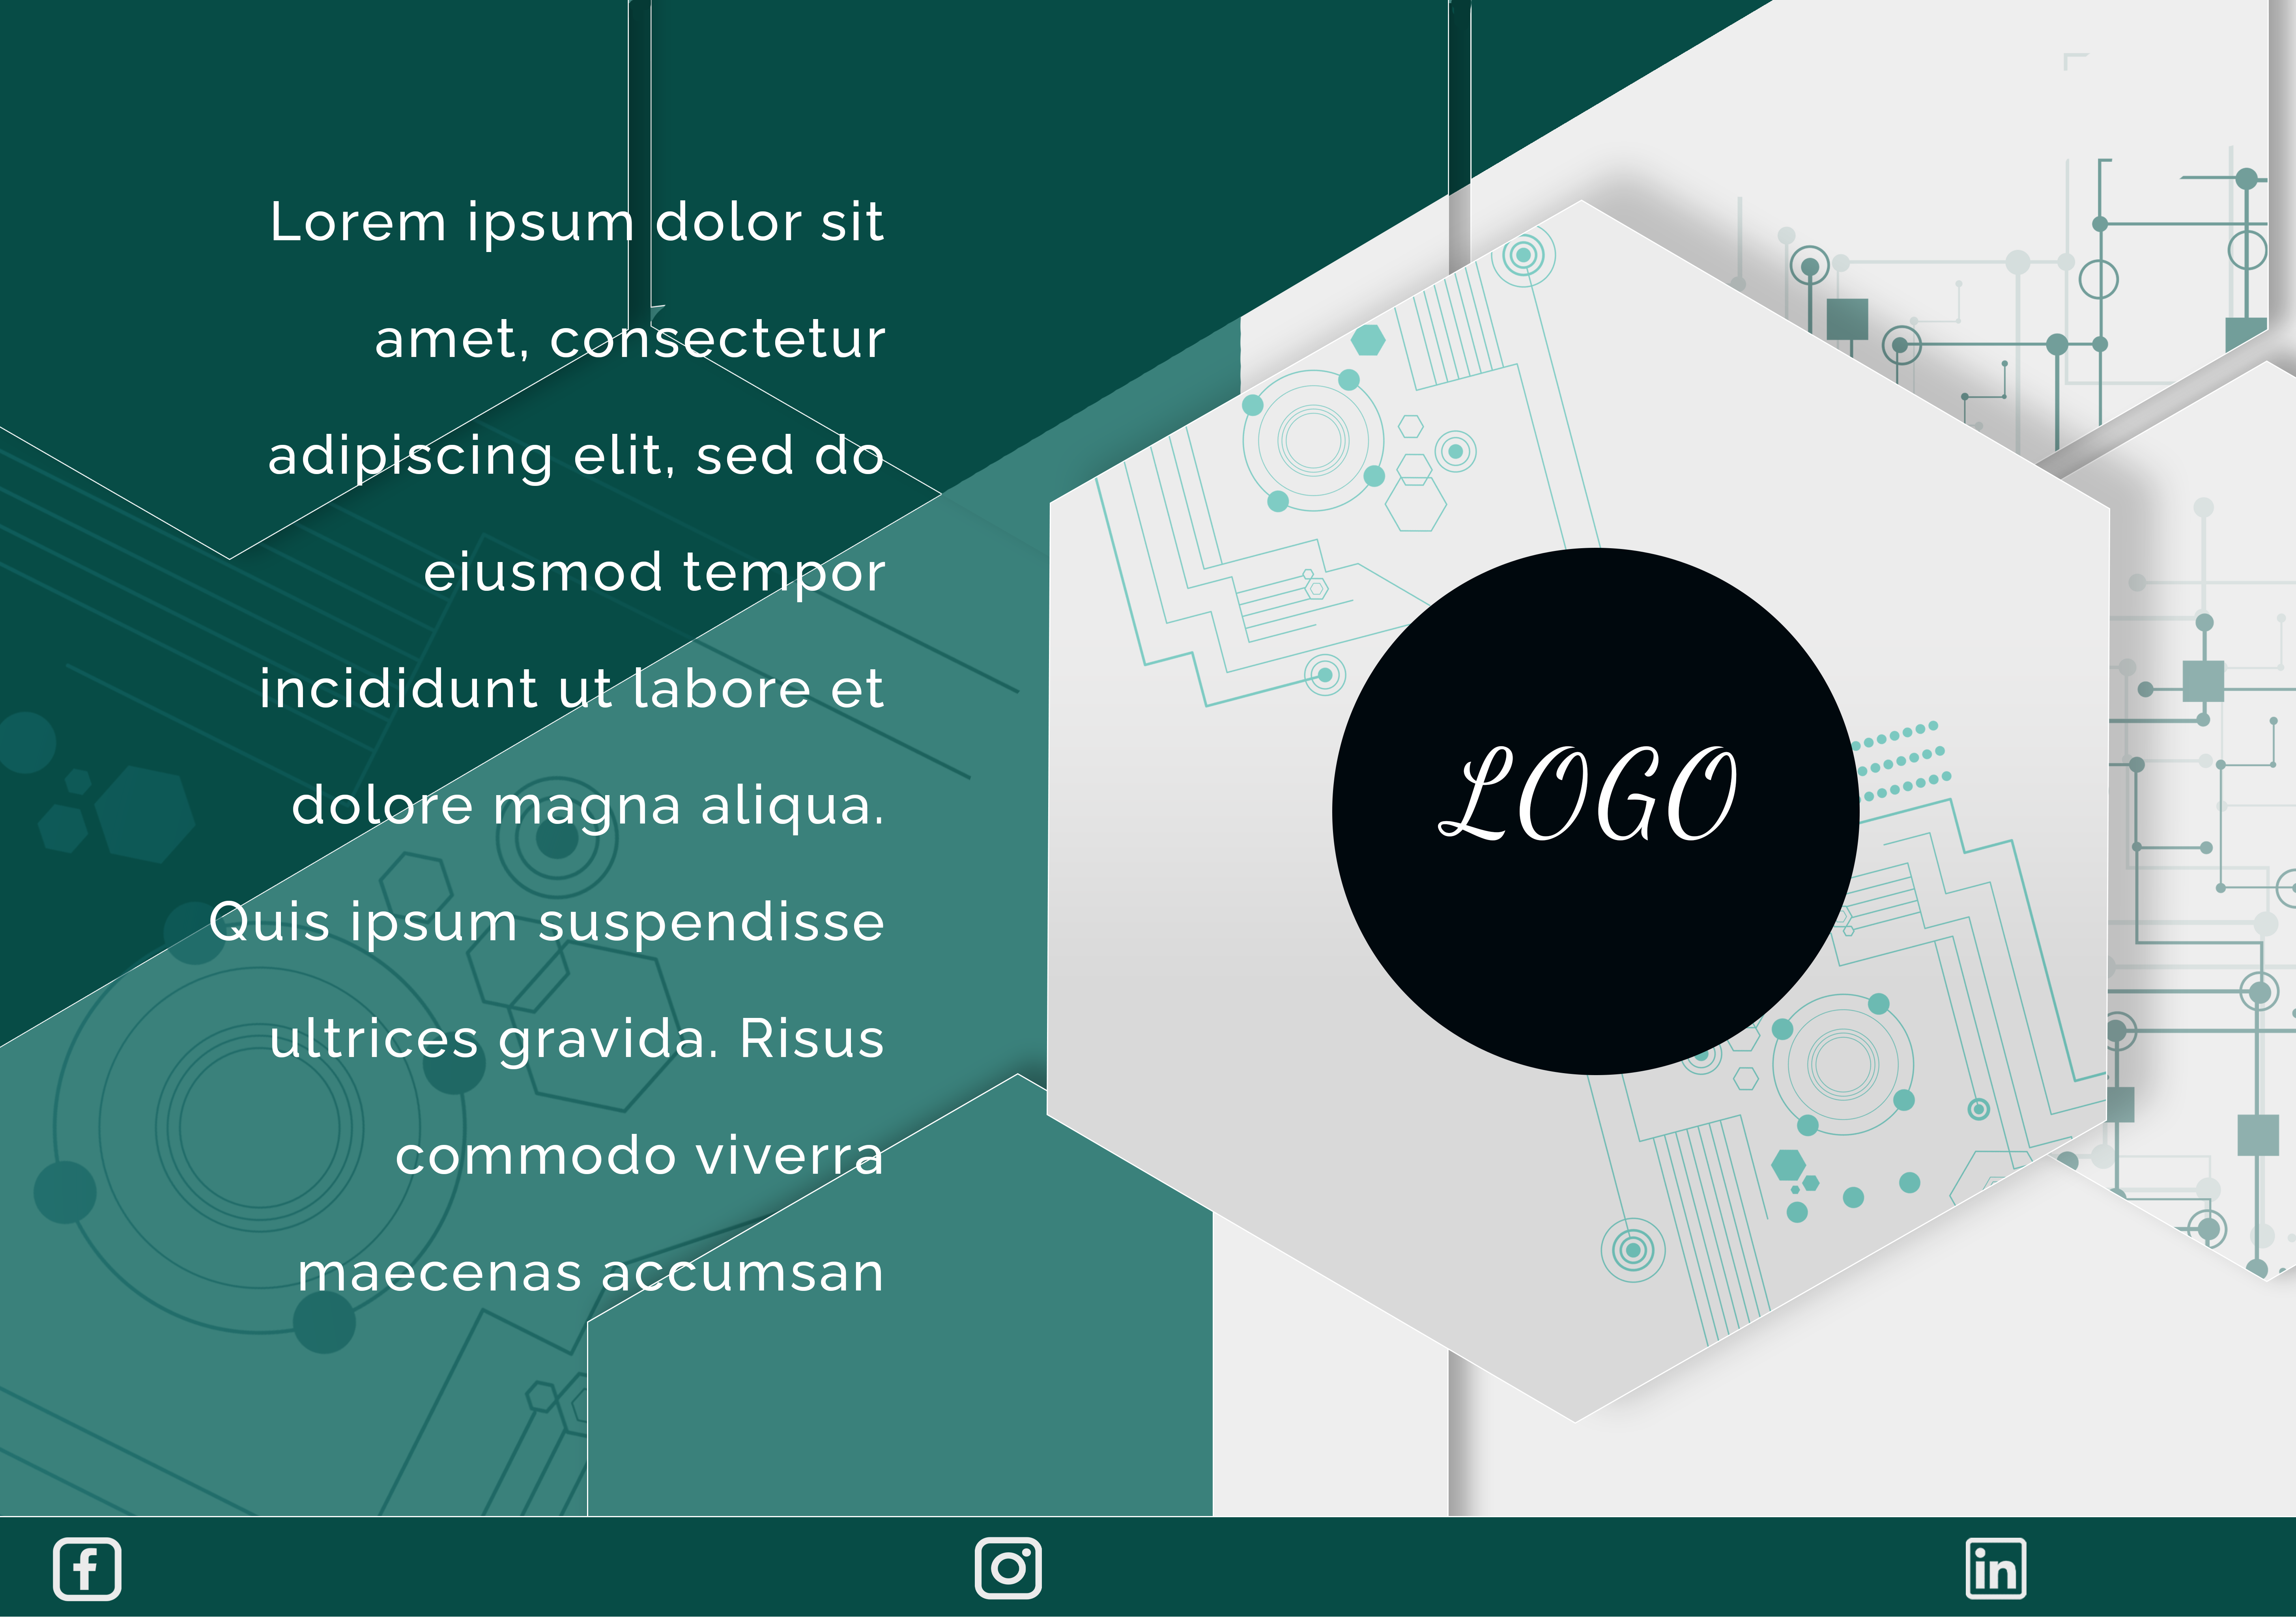 Lorem ipsum dolor sit
amet, consectetur
adipiscing elit, sed do
eiusmod tempor
incididunt ut labore et
dolore magna aliqua.
Quis ipsum suspendisse
ultrices gravida. Risus
commodo viverra
maecenas accumsan
LOGO